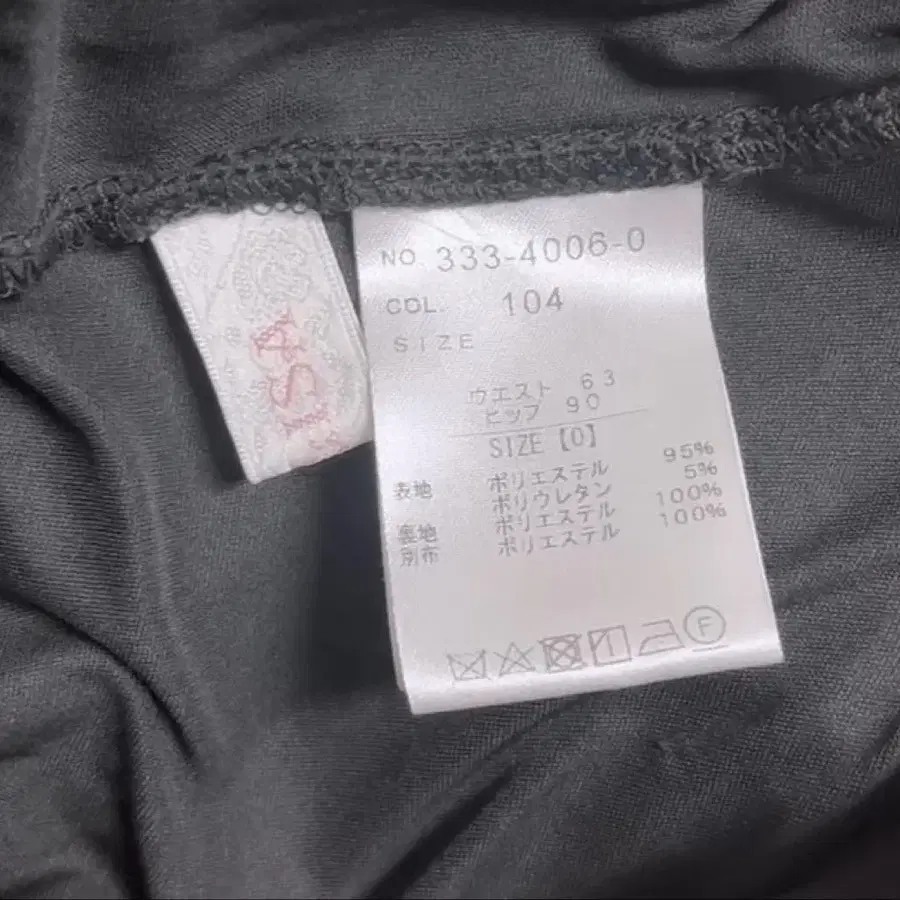 NO. 333-4006-0
COL. 104
SIZE
ウエスト 63
ヒップ 90
SIZE【0】
表地 ポリエステル 95%
ポリウレタン 5%
裏地 ポリエステル 100%
別布 ポリエステル 100%
F